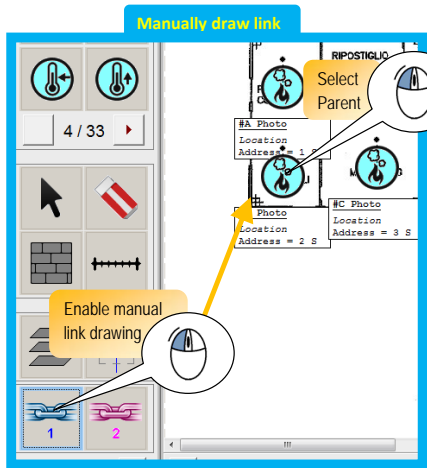 Manually draw link
RIPOSTIGLIO
Select
Parent
4 / 33
#A Photo
Location
Address = 1 S
Photo
Location
Address = 2 S
#C Photo
Location
Address = 3 S
Enable manual
link drawing
1
2